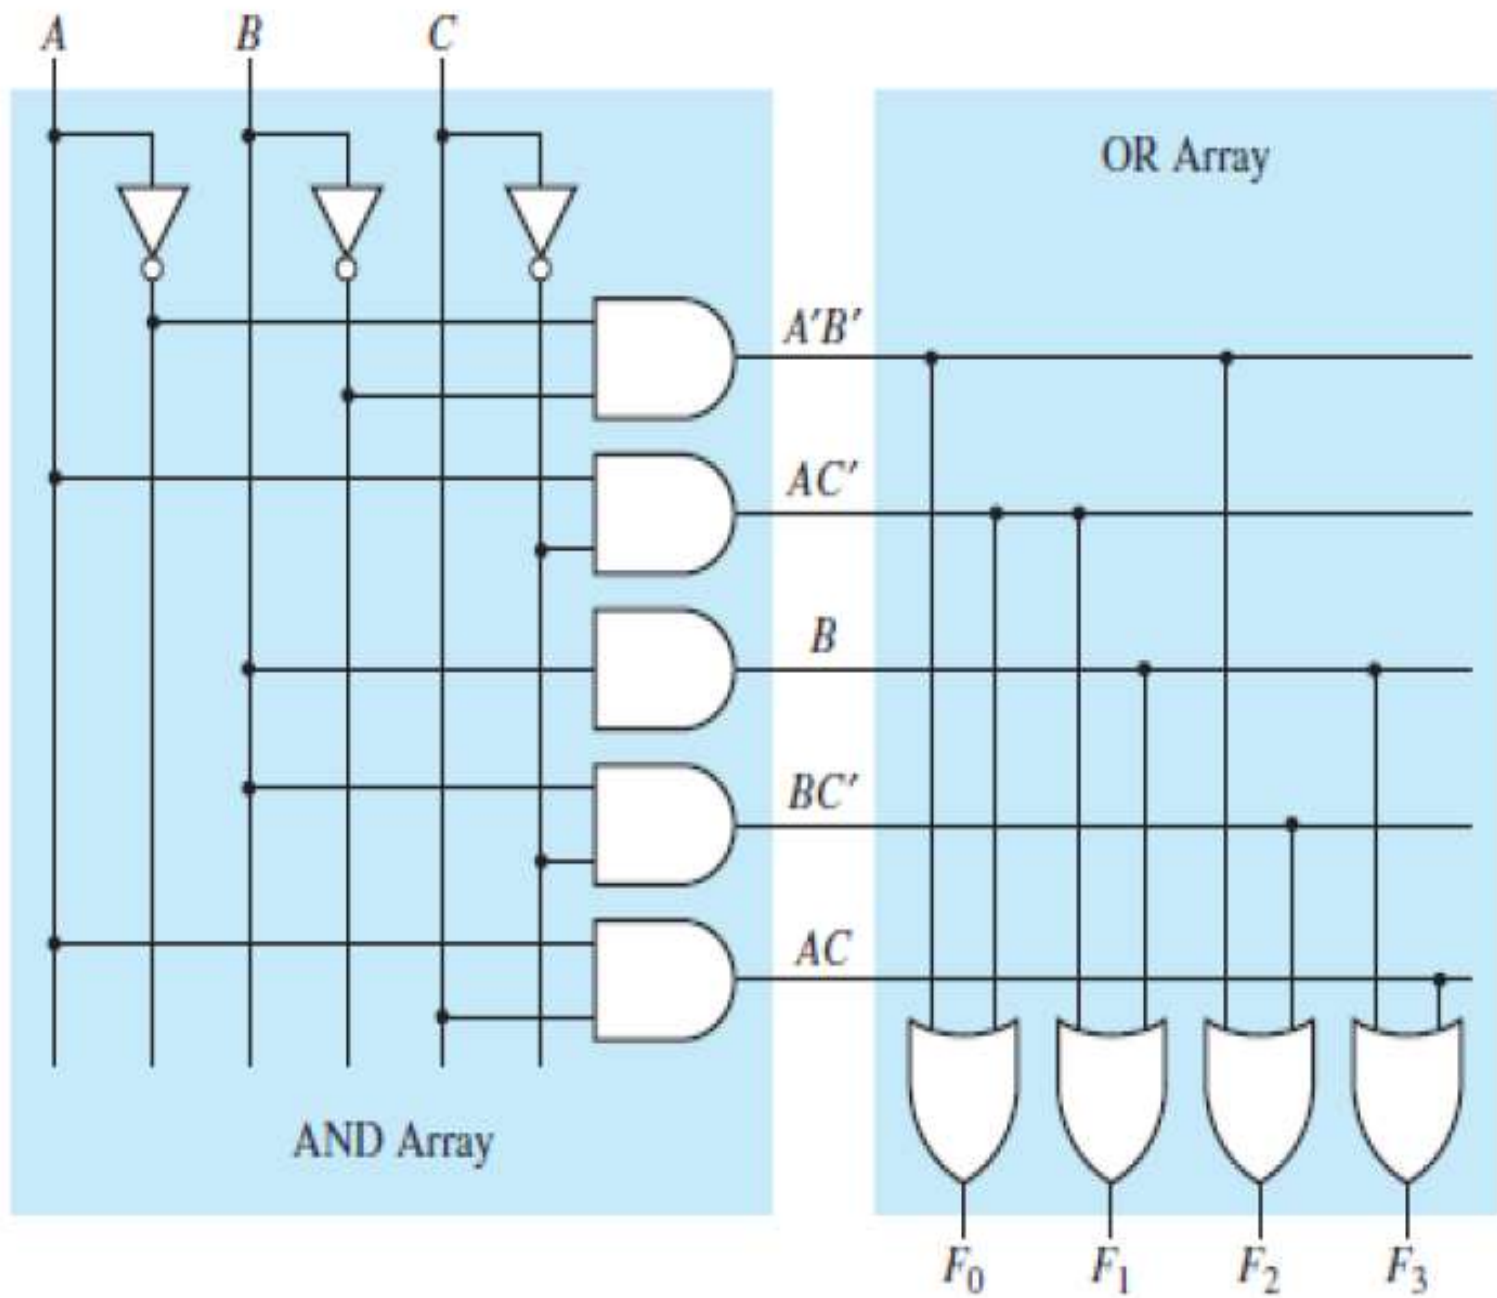 A B C
OR Array
A′B′
AC′
B
BC′
AC
AND Array
F₀ F₁ F₂ F₃